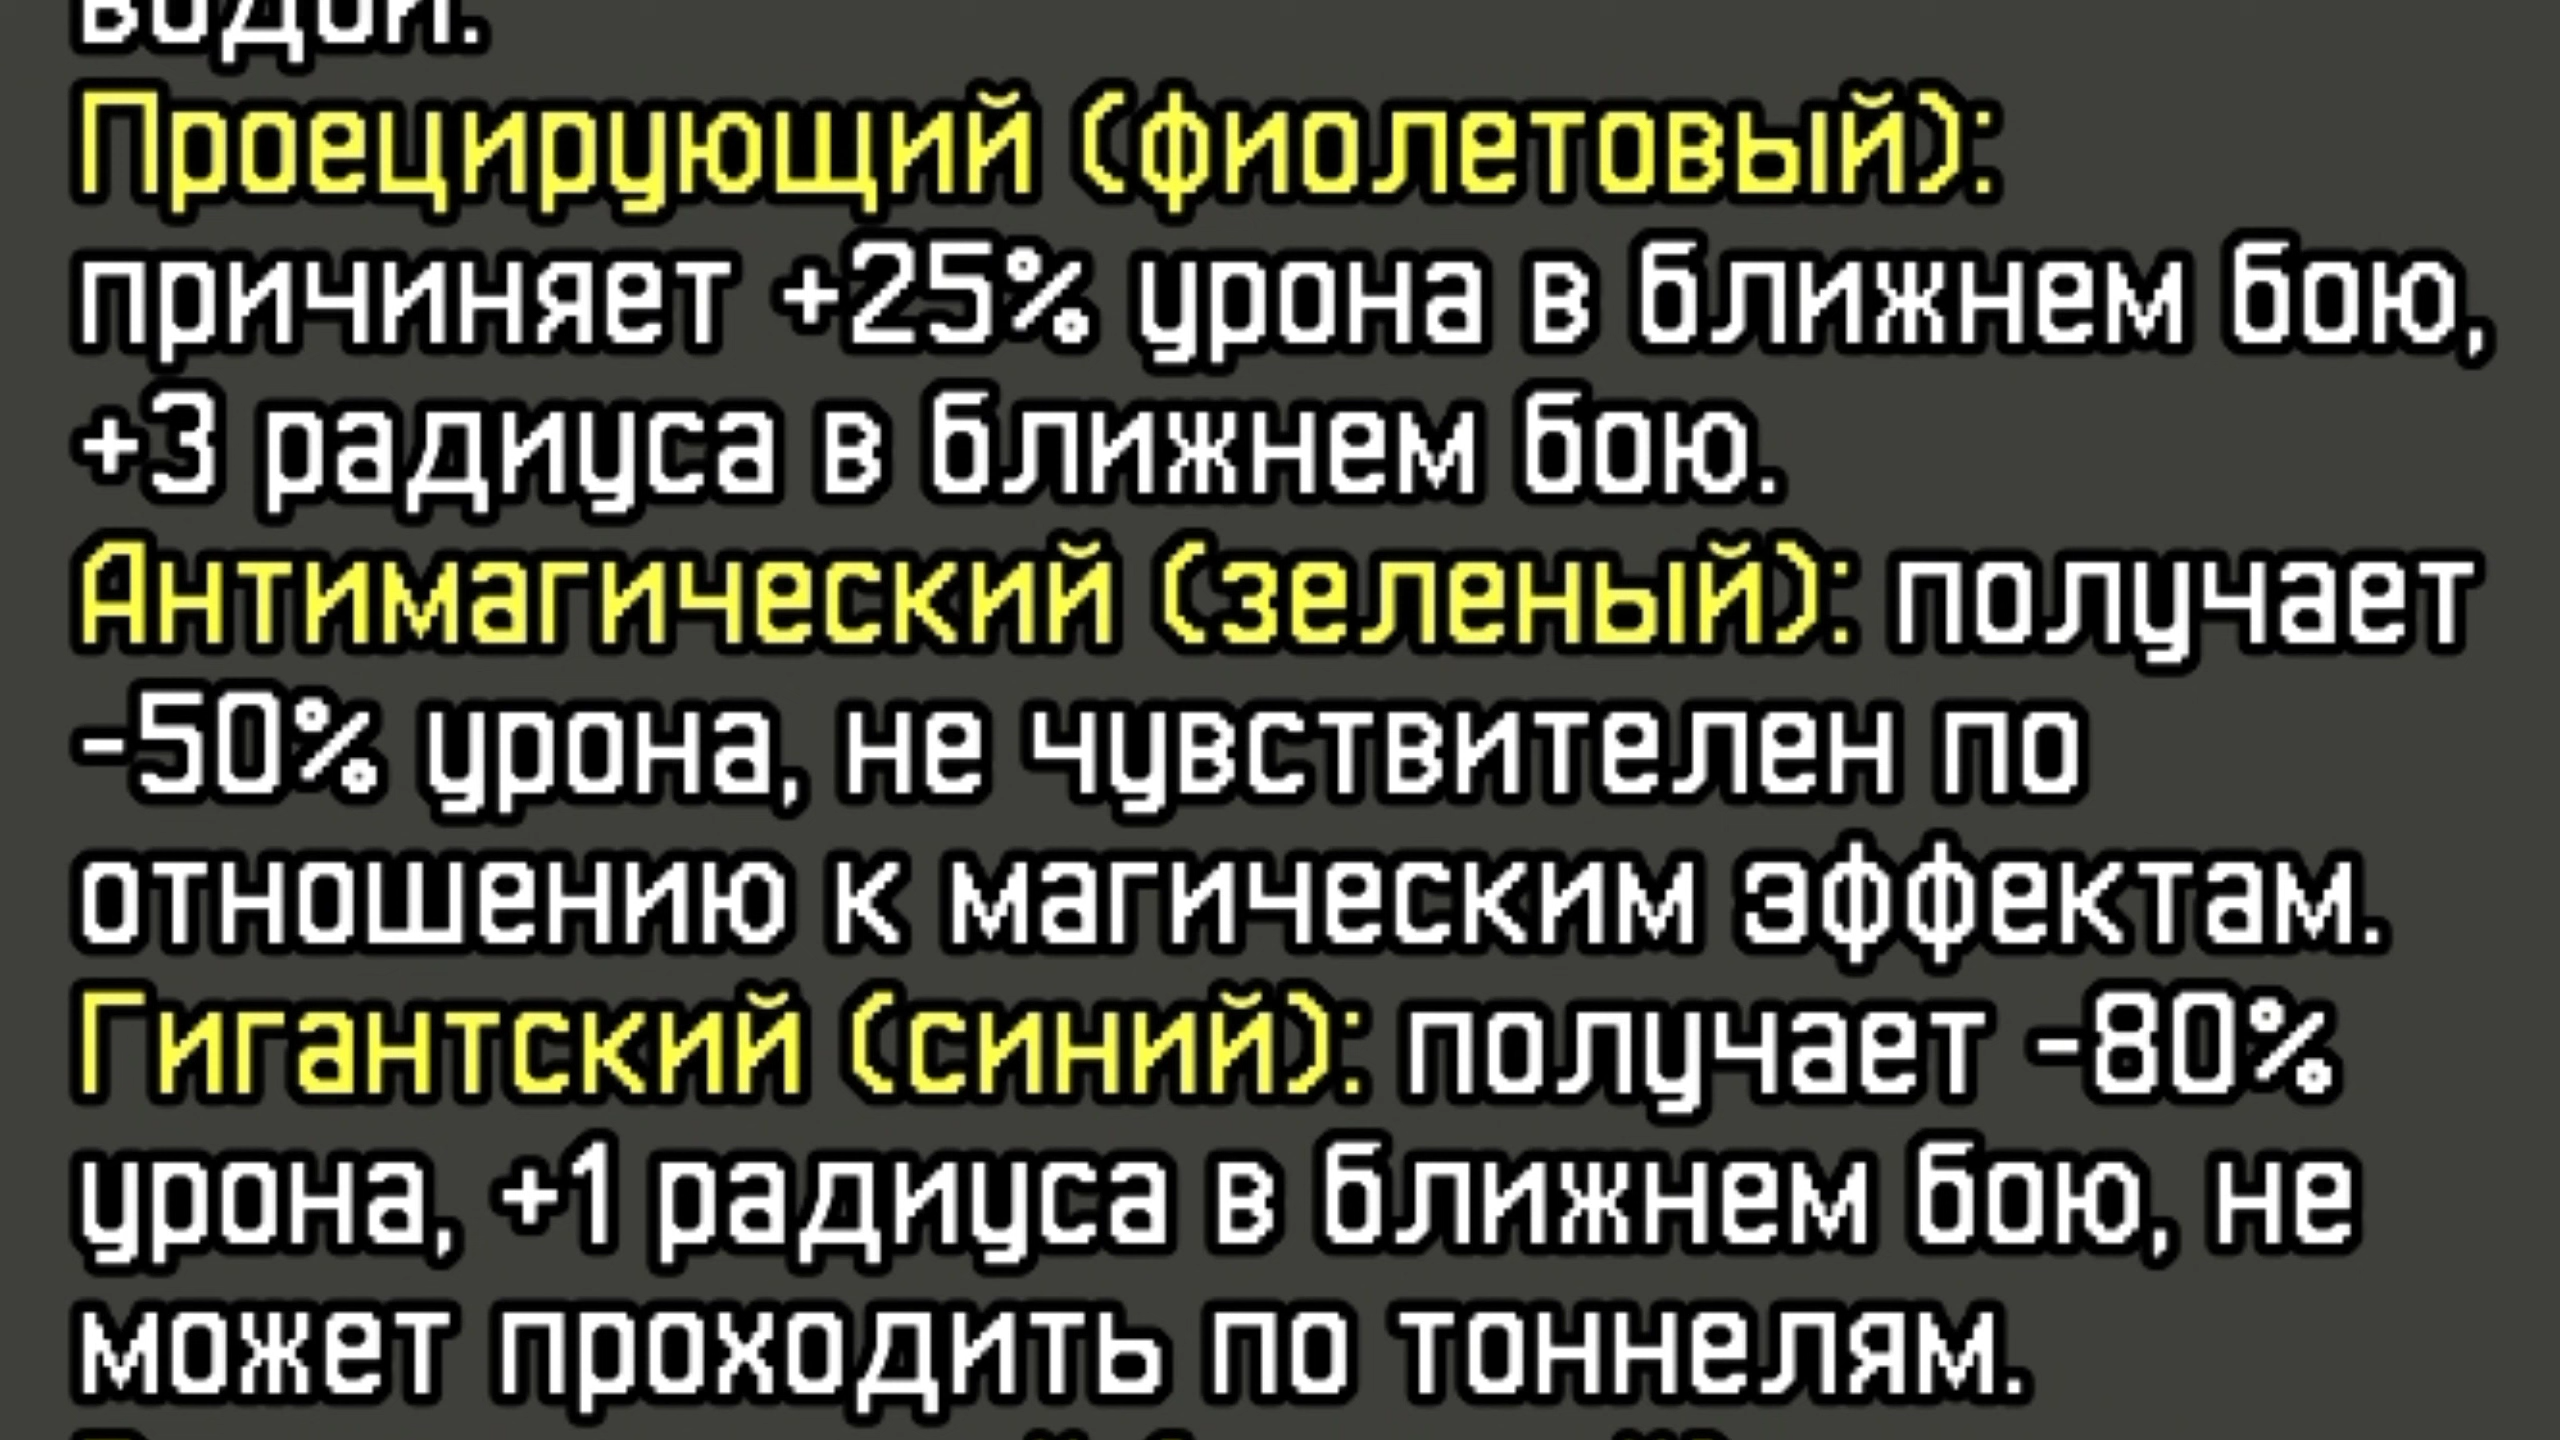 водой.
Проецирующий (фиолетовый):
причиняет +25% урона в ближнем бою,
+3 радиуса в ближнем бою.
Антимагический (зеленый): получает
-50% урона, не чувствителен по
отношению к магическим эффектам.
Гигантский (синий): получает -80%
урона, +1 радиуса в ближнем бою, не
может проходить по тоннелям.